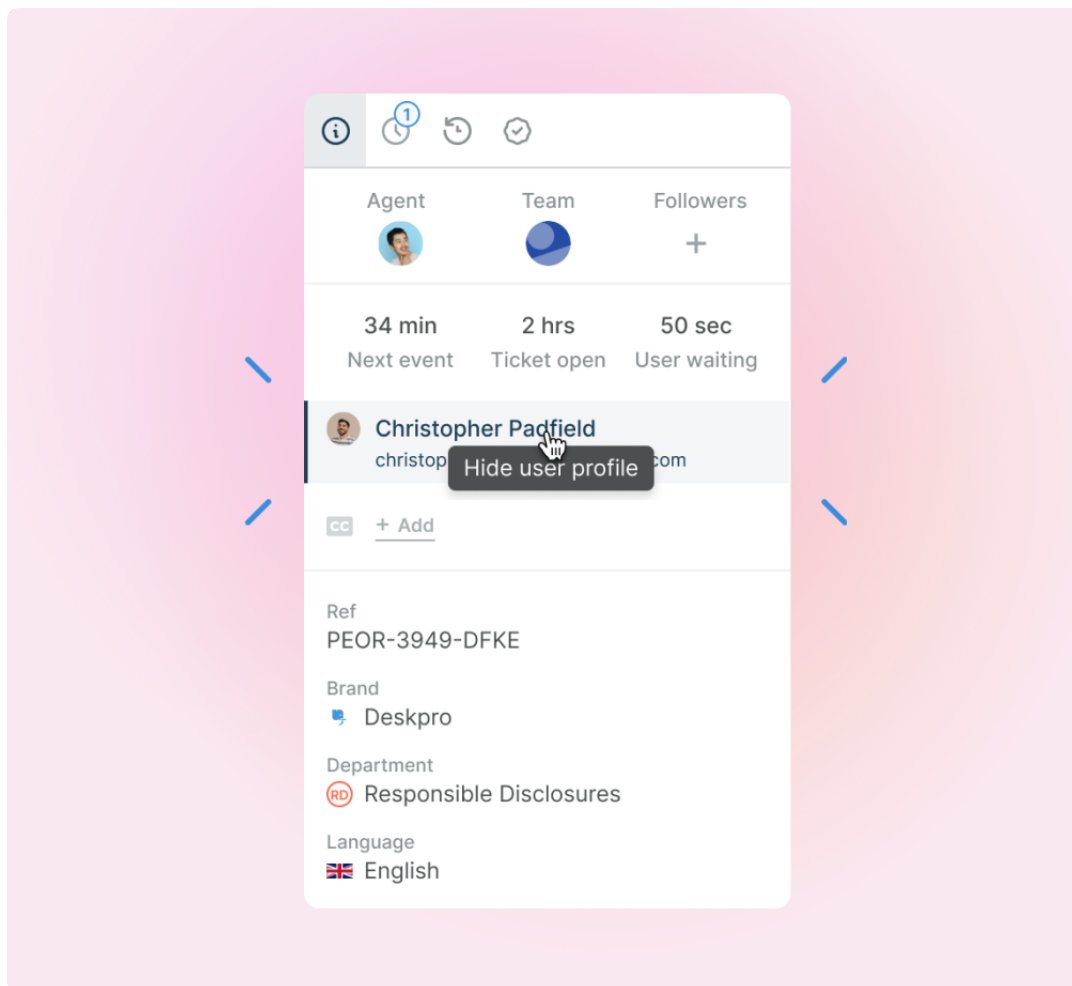 1
Agent Team Followers
+
34 min 2 hrs 50 sec
Next event Ticket open User waiting
Christopher Padfield
christop com
Hide user profile
CC + Add
Ref
PEOR-3949-DFKE
Brand
Deskpro
Department
RD Responsible Disclosures
Language
English